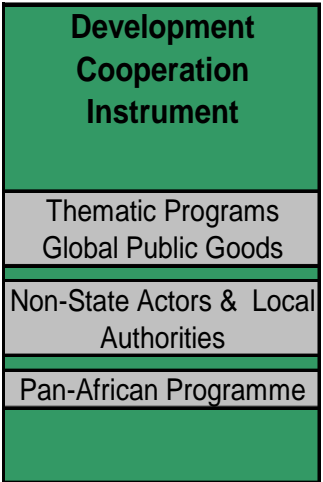 Development
Cooperation
Instrument
Thematic Programs
Global Public Goods
Non-State Actors & Local
Authorities
Pan-African Programme